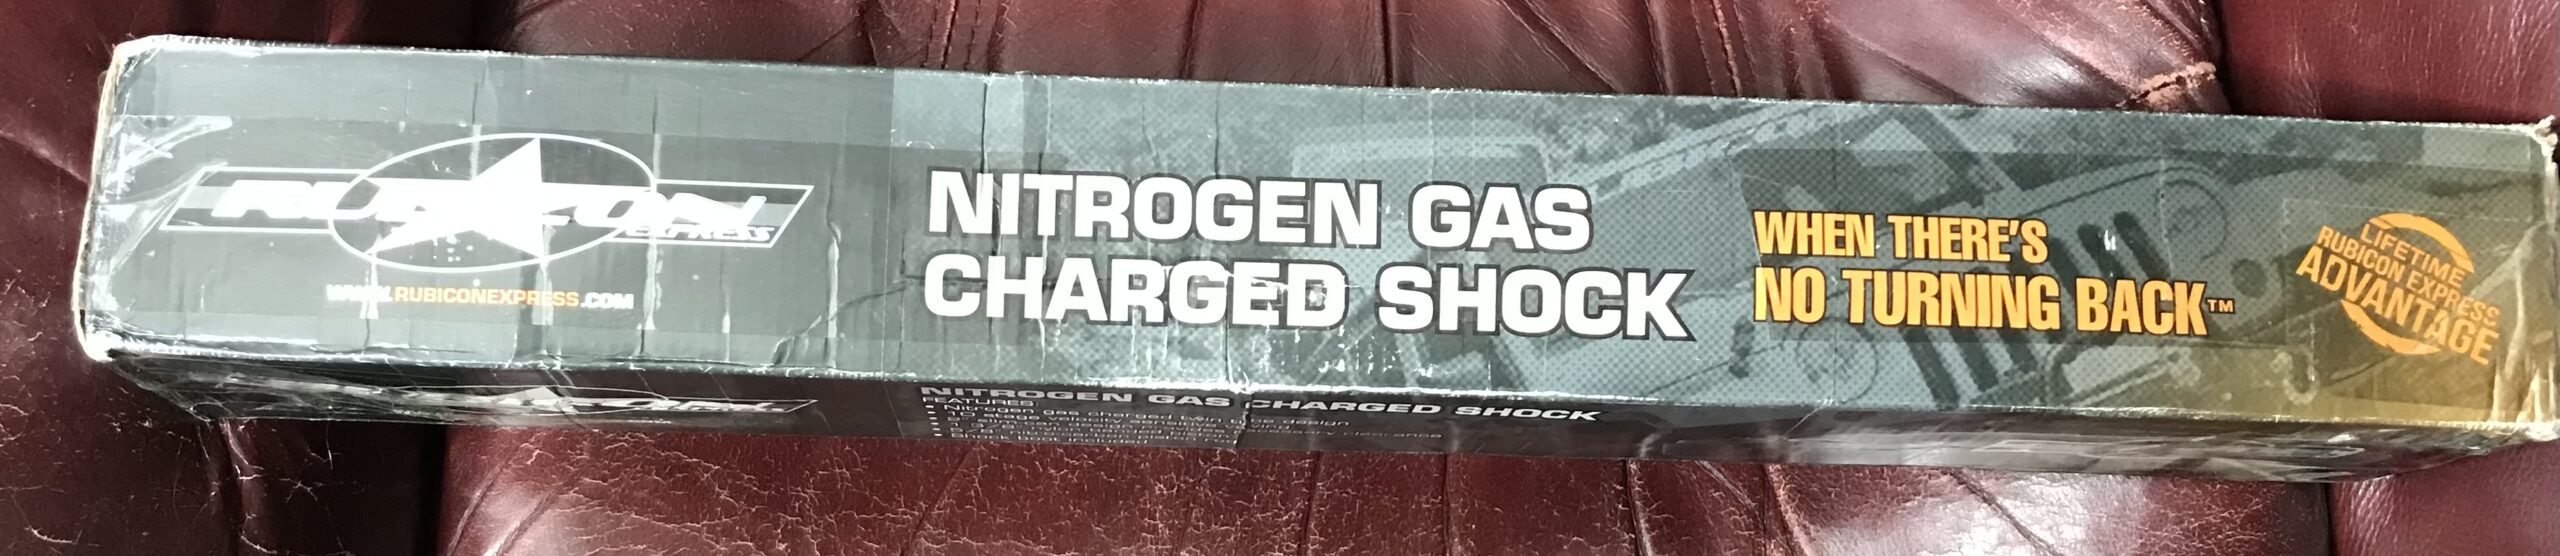 RUBICON
EXPRESS
WWW.RUBICONEXPRESS.COM
NITROGEN GAS
CHARGED SHOCK
WHEN THERE'S
NO TURNING BACK™
LIFETIME
RUBICON EXPRESS
ADVANTAGE
NITROGEN GAS CHARGED SHOCK
FEATURES
• Nitrogen gas charged